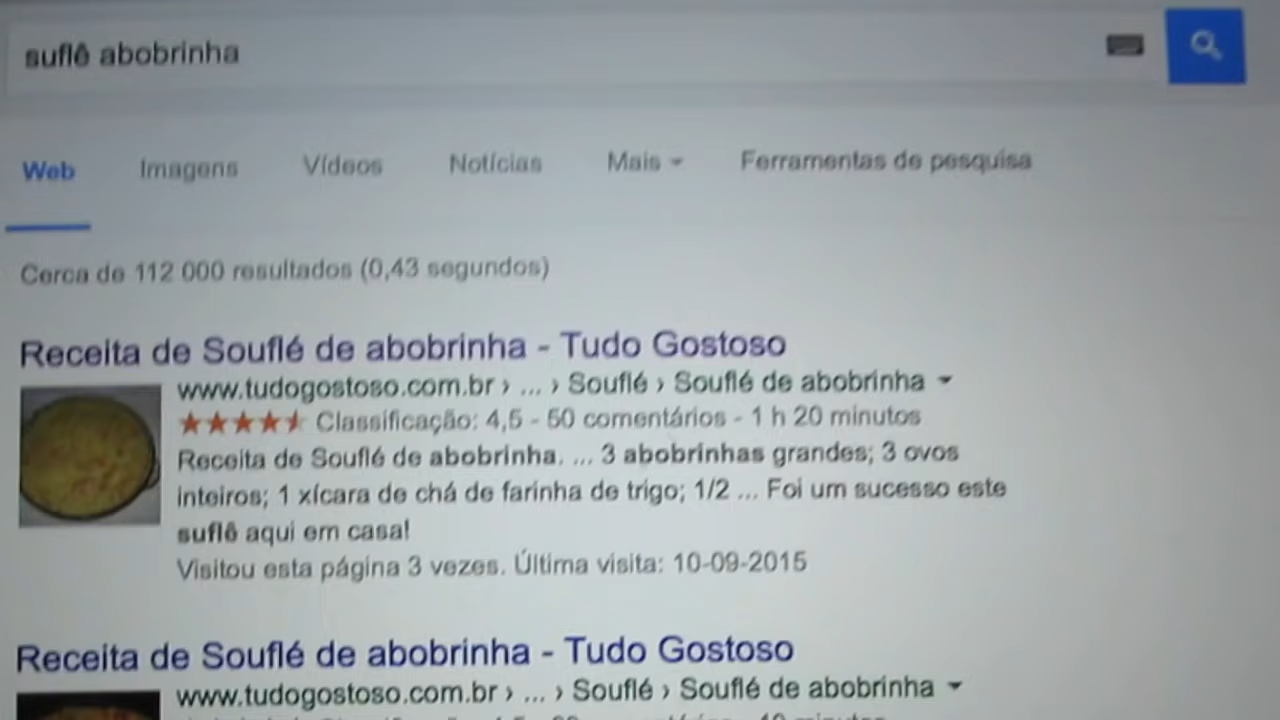 suflê abobrinha
Web Imagens Vídeos Notícias Mais Ferramentas de pesquisa
Cerca de 112 000 resultados (0,43 segundos)
Receita de Souflé de abobrinha - Tudo Gostoso
www.tudogostoso.com.br › ... › Souflé › Souflé de abobrinha
Classificação: 4,5 - 50 comentários - 1 h 20 minutos
Receita de Souflé de abobrinha. ... 3 abobrinhas grandes; 3 ovos
inteiros; 1 xícara de chá de farinha de trigo; 1/2 ... Foi um sucesso este
suflê aqui em casa!
Visitou esta página 3 vezes. Última visita: 10-09-2015
Receita de Souflé de abobrinha - Tudo Gostoso
www.tudogostoso.com.br › ... › Souflé › Souflé de abobrinha